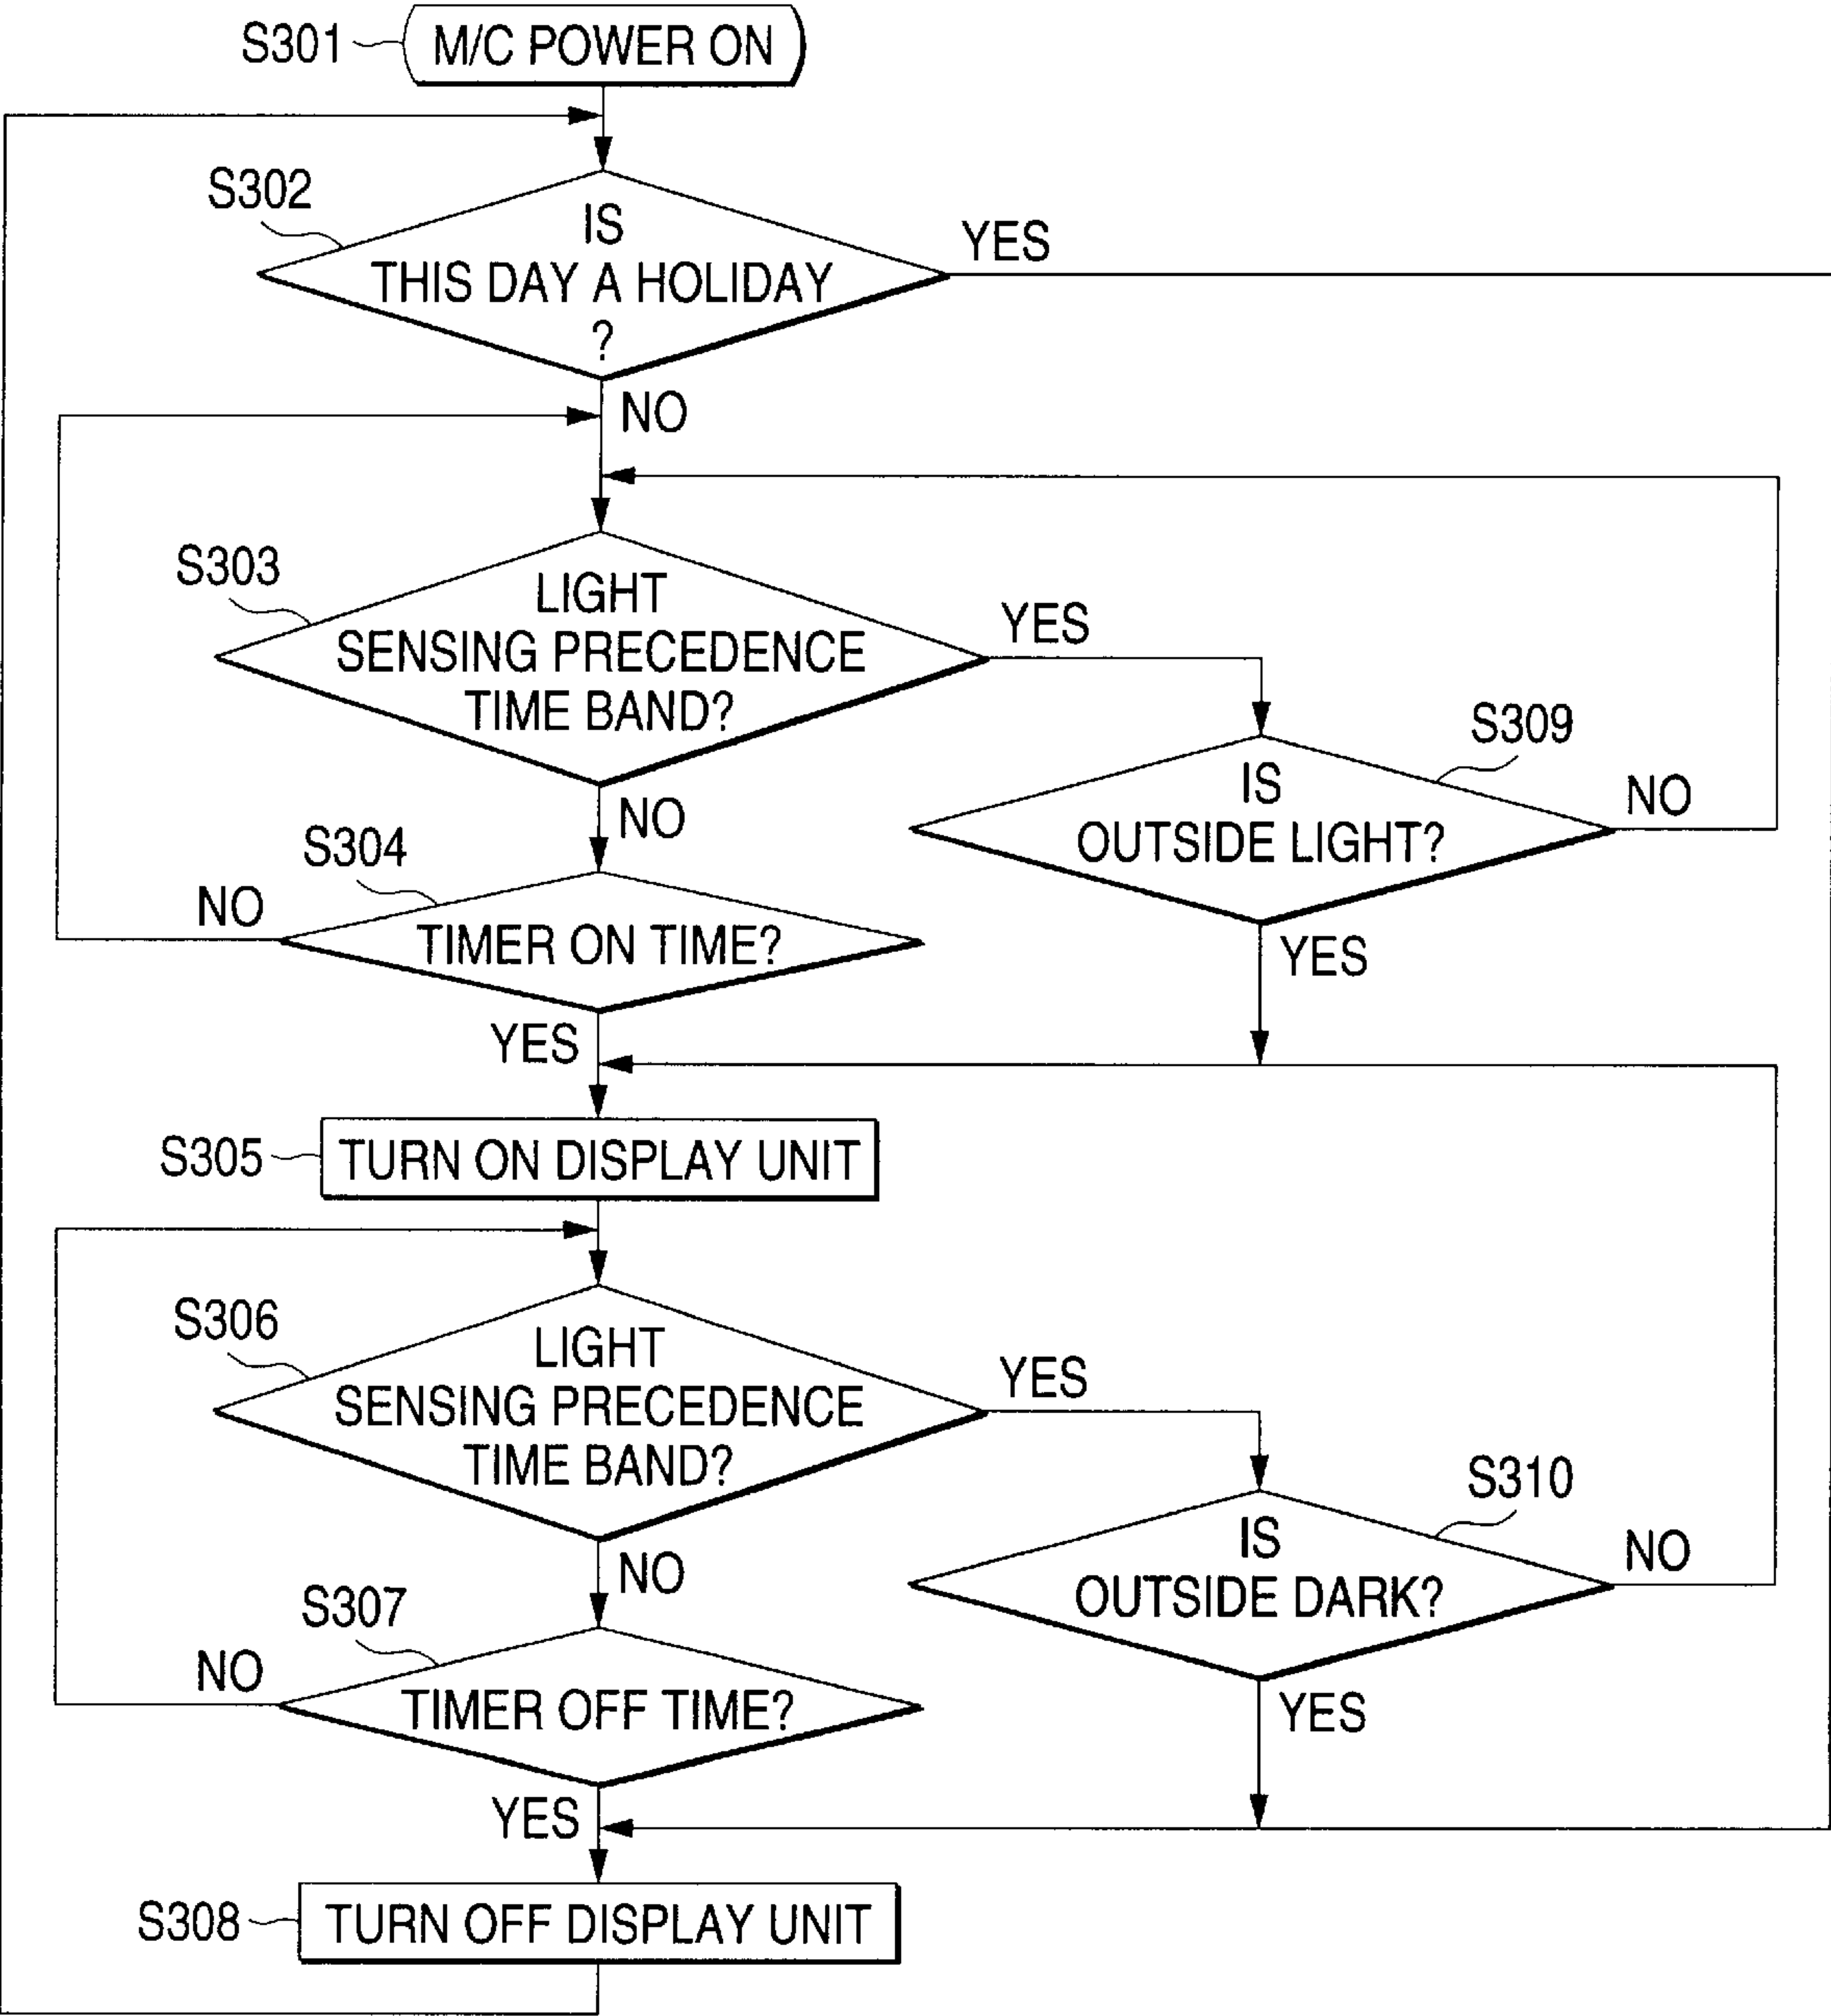 S301
M/C POWER ON
S302
IS
THIS DAY A HOLIDAY
?
YES
NO
S303
LIGHT
SENSING PRECEDENCE
TIME BAND?
YES
NO
S309
IS
OUTSIDE LIGHT?
NO
YES
S304
TIMER ON TIME?
NO
YES
S305
TURN ON DISPLAY UNIT
S306
LIGHT
SENSING PRECEDENCE
TIME BAND?
YES
NO
S310
IS
OUTSIDE DARK?
NO
YES
S307
TIMER OFF TIME?
NO
YES
S308
TURN OFF DISPLAY UNIT